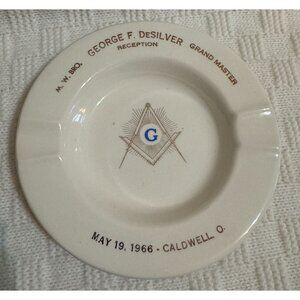 M. W. BRO. GEORGE F. DeSILVER GRAND MASTER
RECEPTION
G
MAY 19, 1966 - CALDWELL, O.